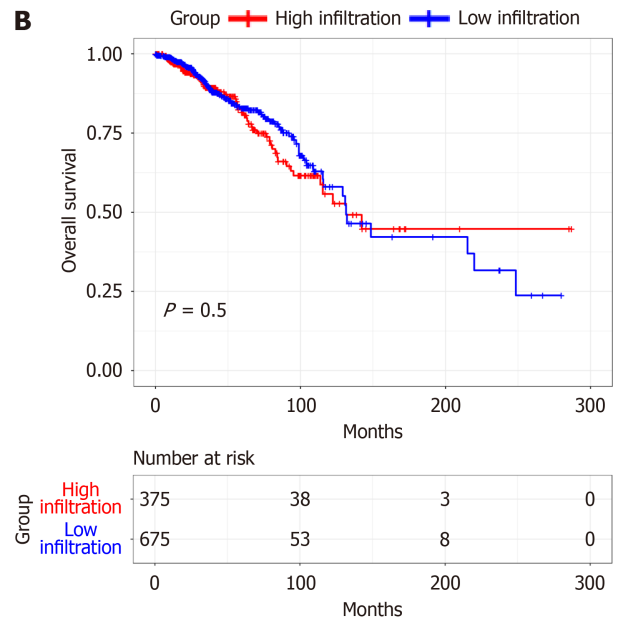 B
Group High infiltration Low infiltration
1.00
0.75
0.50
0.25
0.00
Overall survival
P = 0.5
0 100 200 300
Months
Number at risk
Group
High
infiltration
375 38 3 0
Low
infiltration
675 53 8 0
0 100 200 300
Months